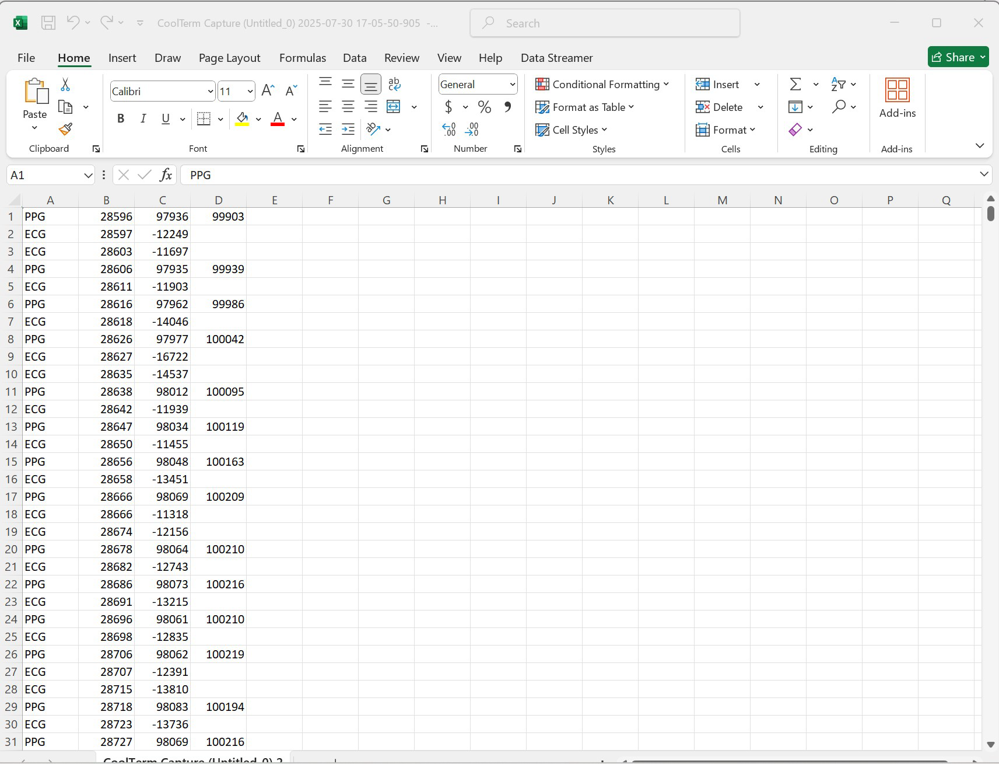 CoolTerm Capture (Untitled_0) 2025-07-30 17-05-50-905 -...
Search
File Home Insert Draw Page Layout Formulas Data Review View Help Data Streamer Share
Paste
Calibri 11
B I U A
General
$ % ,
Conditional Formatting
Format as Table
Cell Styles
Insert
Delete
Format
Add-ins
Clipboard Font Alignment Number Styles Cells Editing Add-ins
A1 fx PPG
A B C D E F G H I J K L M N O P Q
1 PPG 28596 97936 99903
2 ECG 28597 -12249
3 ECG 28603 -11697
4 PPG 28606 97935 99939
5 ECG 28611 -11903
6 PPG 28616 97962 99986
7 ECG 28618 -14046
8 PPG 28626 97977 100042
9 ECG 28627 -16722
10 ECG 28635 -14537
11 PPG 28638 98012 100095
12 ECG 28642 -11939
13 PPG 28647 98034 100119
14 ECG 28650 -11455
15 PPG 28656 98048 100163
16 ECG 28658 -13451
17 PPG 28666 98069 100209
18 ECG 28666 -11318
19 ECG 28674 -12156
20 PPG 28678 98064 100210
21 ECG 28682 -12743
22 PPG 28686 98073 100216
23 ECG 28691 -13215
24 PPG 28696 98061 100210
25 ECG 28698 -12835
26 PPG 28706 98062 100219
27 ECG 28707 -12391
28 ECG 28715 -13810
29 PPG 28718 98083 100194
30 ECG 28723 -13736
31 PPG 28727 98069 100216
CoolTerm Capture (Untitled_0) 2